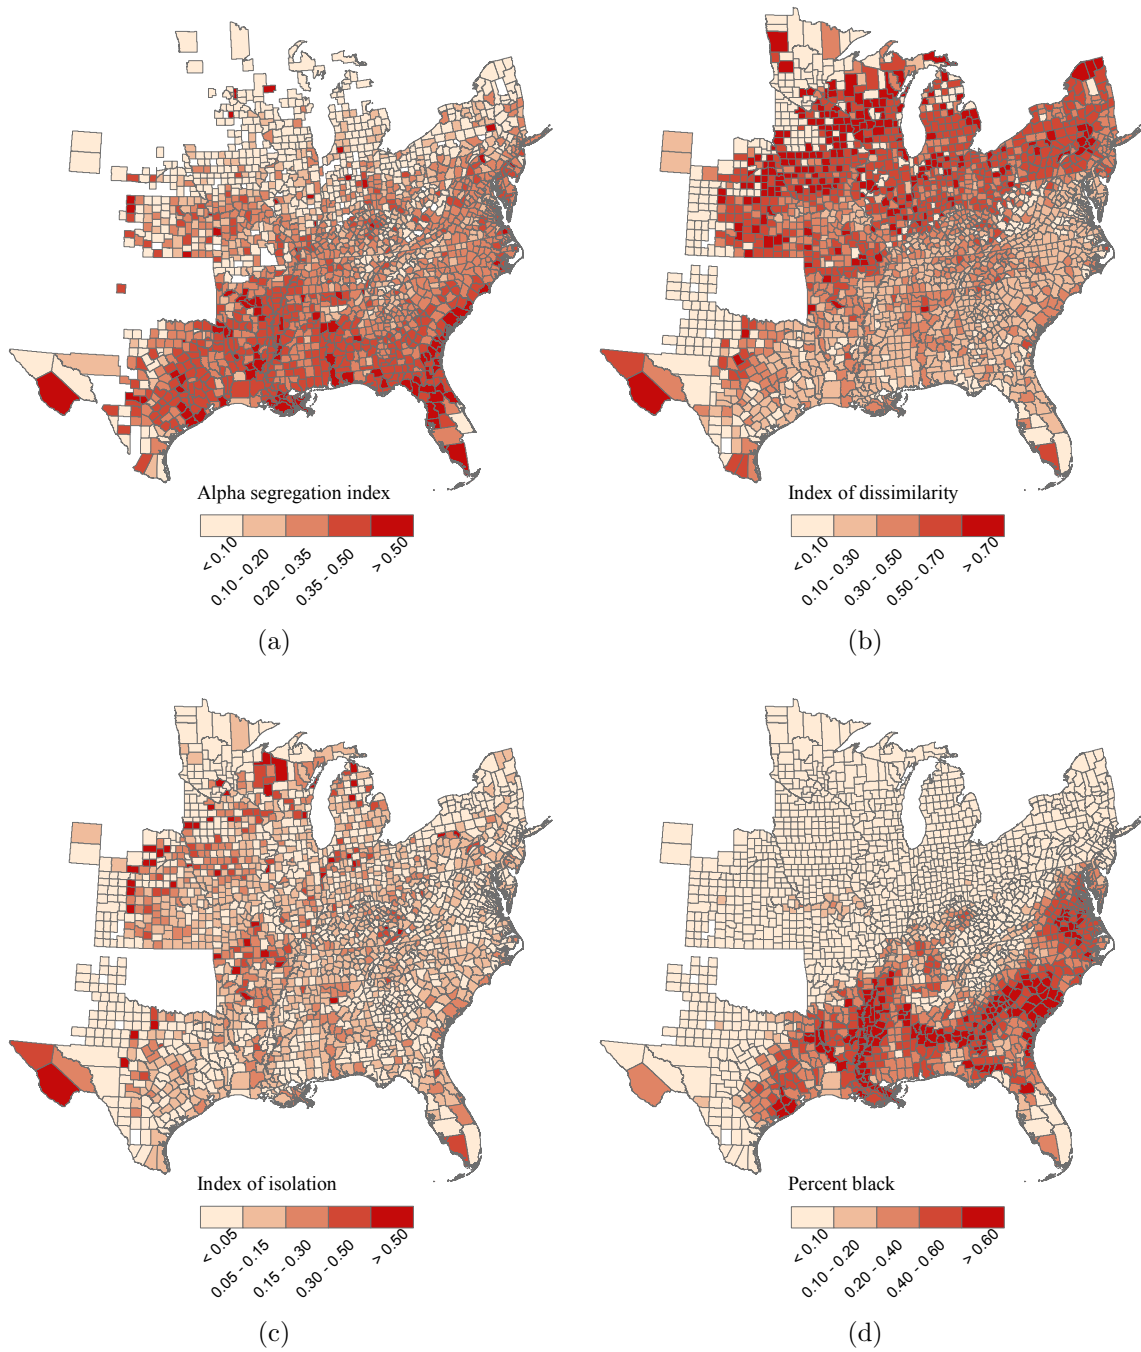 Alpha segregation index
< 0.10
0.10 - 0.20
0.20 - 0.35
0.35 - 0.50
> 0.50
(a)
Index of dissimilarity
< 0.10
0.10 - 0.30
0.30 - 0.50
0.50 - 0.70
> 0.70
(b)
Index of isolation
< 0.05
0.05 - 0.15
0.15 - 0.30
0.30 - 0.50
> 0.50
(c)
Percent black
< 0.10
0.10 - 0.20
0.20 - 0.40
0.40 - 0.60
> 0.60
(d)